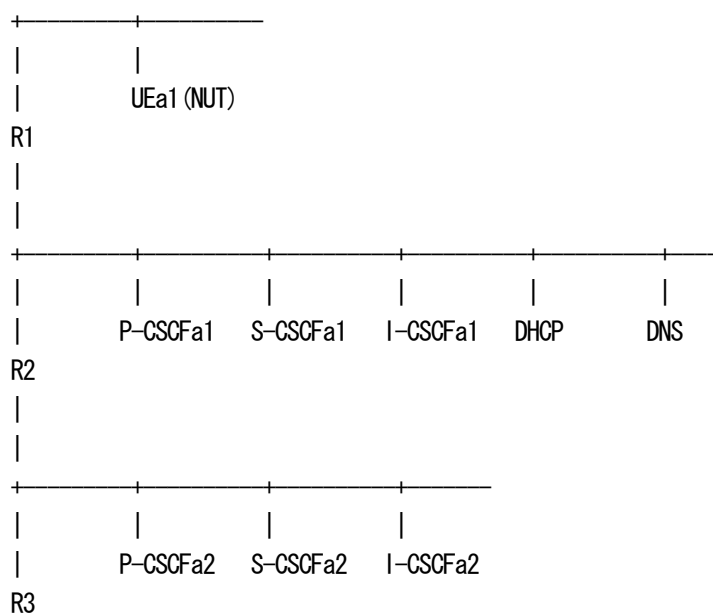 UEa1(NUT)
R1
P-CSCFa1 S-CSCFa1 I-CSCFa1 DHCP DNS
R2
P-CSCFa2 S-CSCFa2 I-CSCFa2
R3